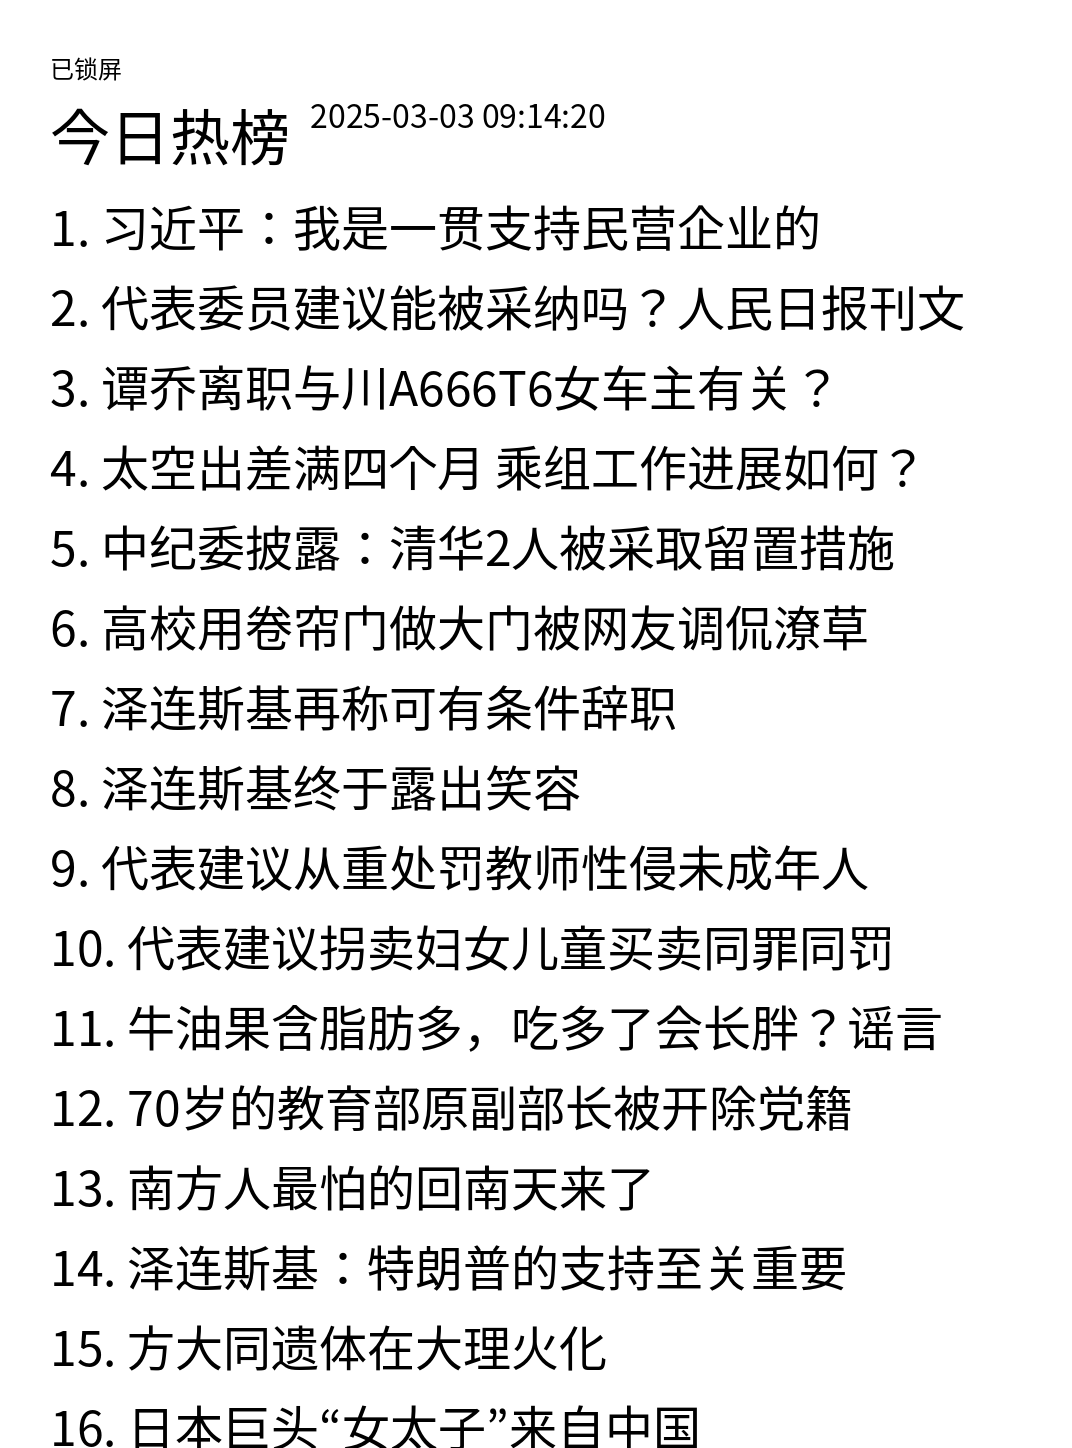 已锁屏
今日热榜 2025-03-03 09:14:20
1. 习近平：我是一贯支持民营企业的
2. 代表委员建议能被采纳吗？人民日报刊文
3. 谭乔离职与川A666T6女车主有关？
4. 太空出差满四个月 乘组工作进展如何？
5. 中纪委披露：清华2人被采取留置措施
6. 高校用卷帘门做大门被网友调侃潦草
7. 泽连斯基再称可有条件辞职
8. 泽连斯基终于露出笑容
9. 代表建议从重处罚教师性侵未成年人
10. 代表建议拐卖妇女儿童买卖同罪同罚
11. 牛油果含脂肪多，吃多了会长胖？谣言
12. 70岁的教育部原副部长被开除党籍
13. 南方人最怕的回南天来了
14. 泽连斯基：特朗普的支持至关重要
15. 方大同遗体在大理火化
16. 日本巨头“女太子”来自中国